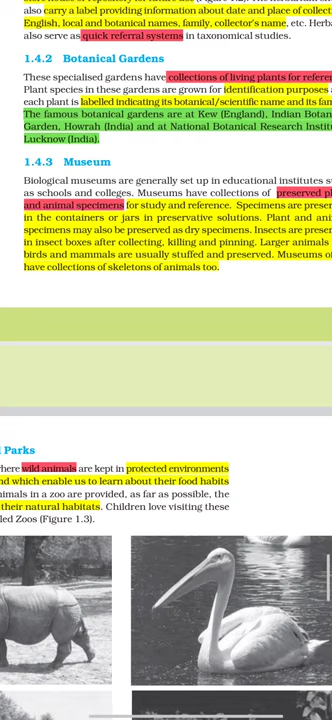 also carry a label providing information about date and place of collect
English, local and botanical names, family, collector's name, etc. Herba
also serve as quick referral systems in taxonomical studies.
1.4.2 Botanical Gardens
These specialised gardens have collections of living plants for referen
Plant species in these gardens are grown for identification purposes
each plant is labelled indicating its botanical/scientific name and its fa
The famous botanical gardens are at Kew (England), Indian Botan
Garden, Howrah (India) and at National Botanical Research Institu
Lucknow (India).
1.4.3 Museum
Biological museums are generally set up in educational institutes s
as schools and colleges. Museums have collections of preserved pl
and animal specimens for study and reference. Specimens are preser
in the containers or jars in preservative solutions. Plant and ani
specimens may also be preserved as dry specimens. Insects are preser
in insect boxes after collecting, killing and pinning. Larger animals
birds and mammals are usually stuffed and preserved. Museums of
have collections of skeletons of animals too.
l Parks
where wild animals are kept in protected environments
nd which enable us to learn about their food habits
nimals in a zoo are provided, as far as possible, the
their natural habitats. Children love visiting these
led Zoos (Figure 1.3).